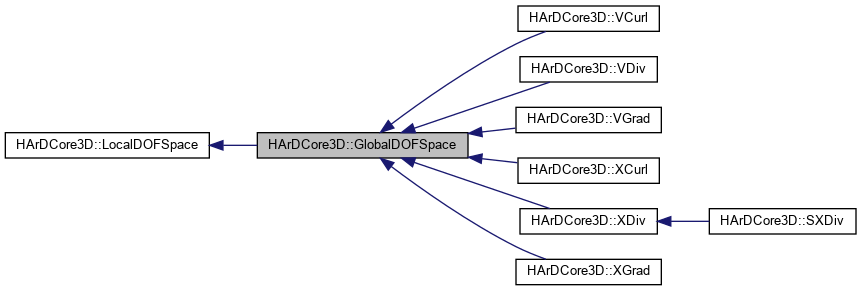 HArDCore3D::VCurl
HArDCore3D::VDiv
HArDCore3D::VGrad
HArDCore3D::LocalDOFSpace
HArDCore3D::GlobalDOFSpace
HArDCore3D::XCurl
HArDCore3D::XDiv
HArDCore3D::SXDiv
HArDCore3D::XGrad